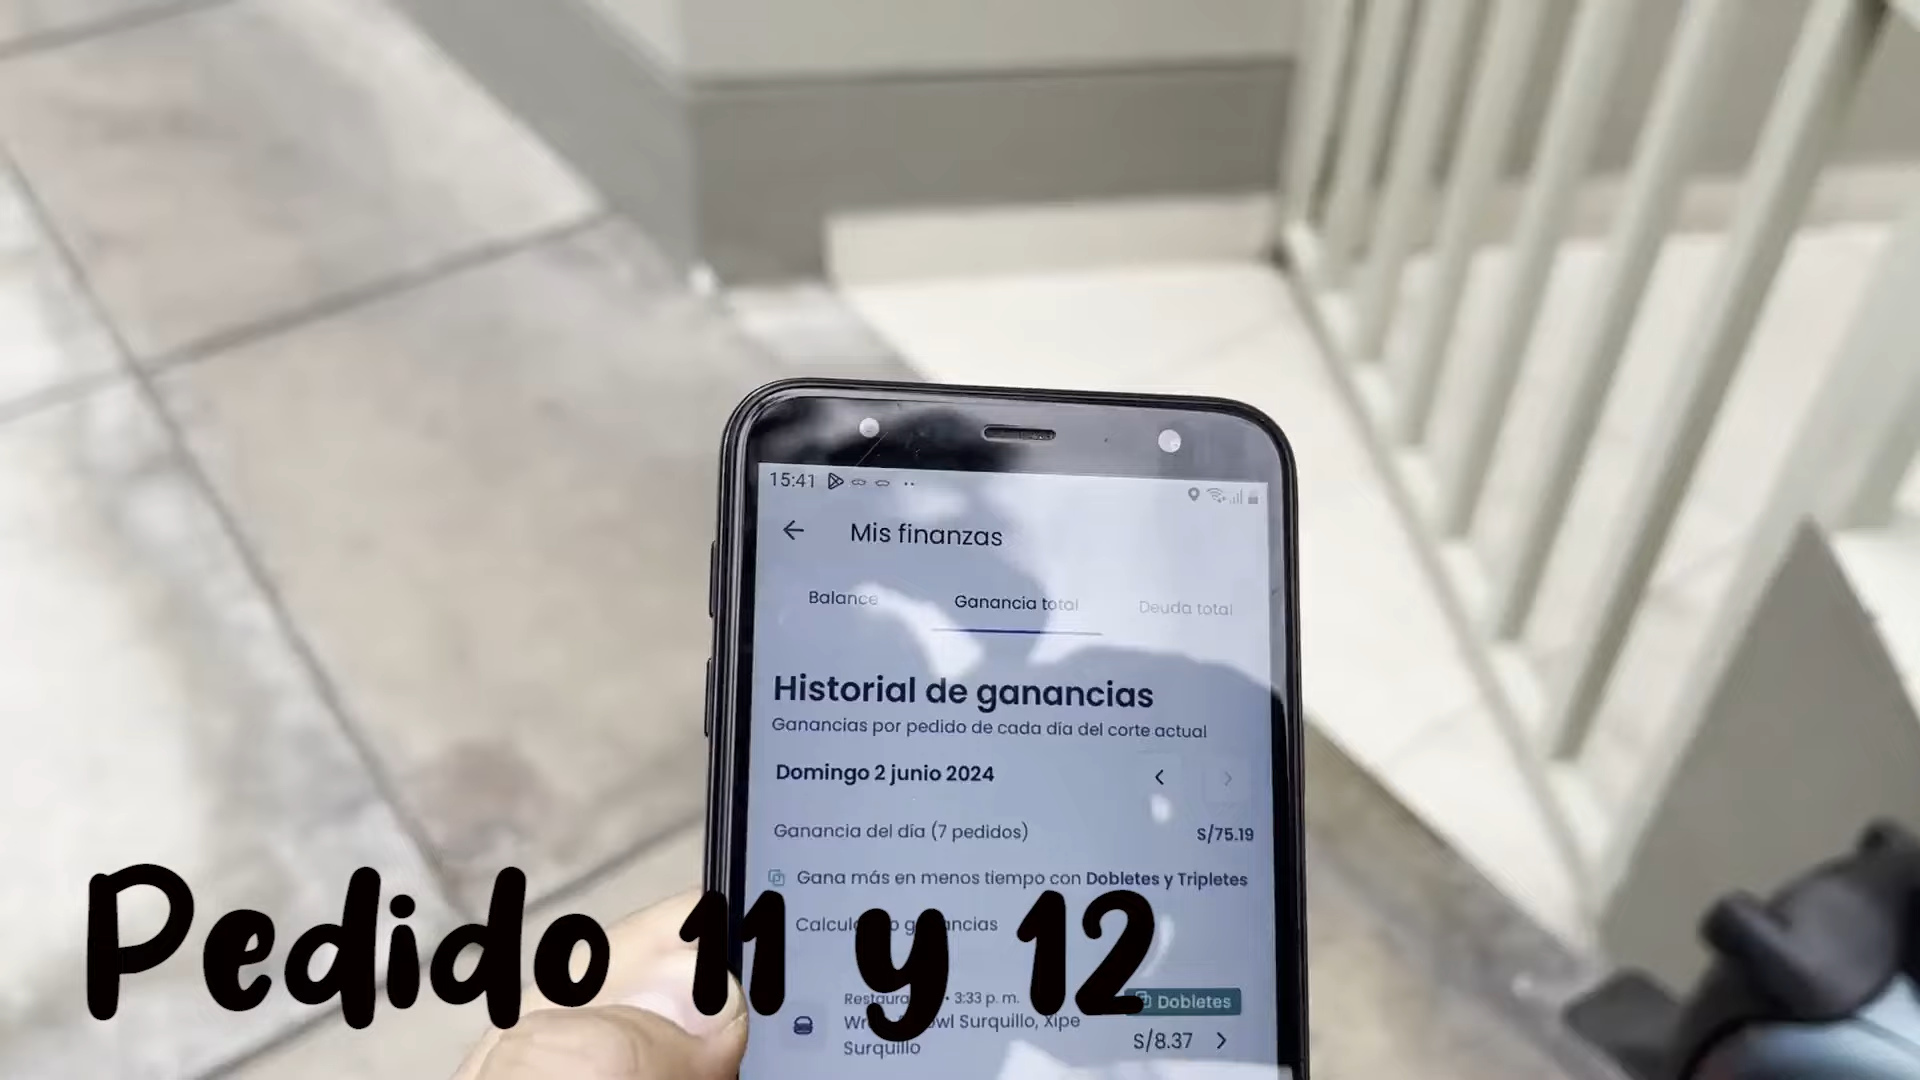 15:41
Mis finanzas
Balance Ganancia total Deuda total
Historial de ganancias
Ganancias por pedido de cada día del corte actual
Domingo 2 junio 2024
Ganancia del día (7 pedidos) S/75.19
Gana más en menos tiempo con Dobletes y Tripletes
Pedido 11 y 12
3:33 p. m. Dobletes
Surquillo, Xipe
Surquillo S/8.37